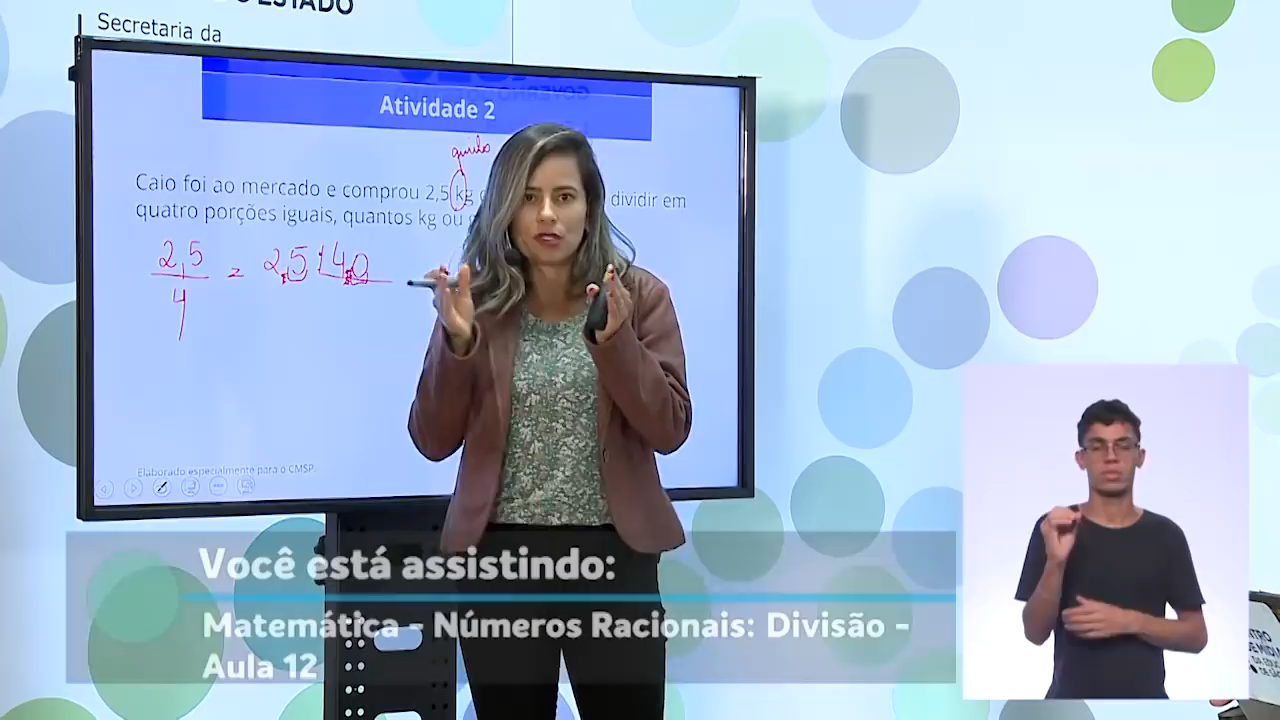 O ESTADO
Secretaria da
Atividade 2
Caio foi ao mercado e comprou 2,5 kg dividir em
quatro porções iguais, quantos kg ou
2,5
4
= 2,5 4,0
Elaborado especialmente para o CMSP.
Você está assistindo:
Matemática - Números Racionais: Divisão -
Aula 12